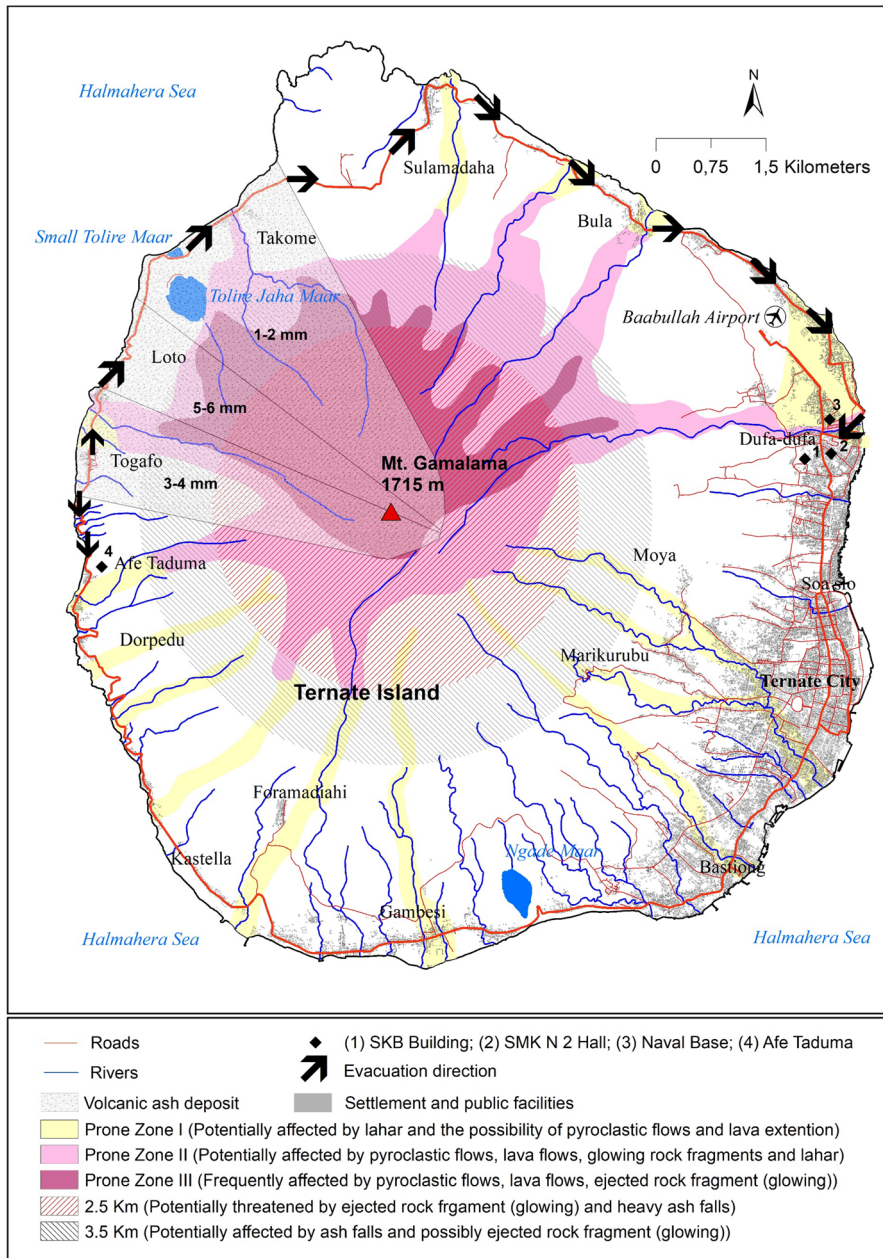 Halmahera Sea
N
0 0,75 1,5 Kilometers
Sulamadaha
Bula
Small Tolire Maar
Takome
Tolire Jaha Maar
Baabullah Airport
1-2 mm
Loto
5-6 mm
3
Dufa-dufa
1 2
Togafo
Mt. Gamalama
1715 m
3-4 mm
4
Afe Taduma
Moya
Soa sio
Dorpedu
Marikurubu
Ternate City
Ternate Island
Foramadiahi
Kastella
Ngade Maar
Bastiong
Gambesi
Halmahera Sea
Halmahera Sea
Roads
(1) SKB Building; (2) SMK N 2 Hall; (3) Naval Base; (4) Afe Taduma
Rivers
Evacuation direction
Volcanic ash deposit
Settlement and public facilities
Prone Zone I (Potentially affected by lahar and the possibility of pyroclastic flows and lava extention)
Prone Zone II (Potentially affected by pyroclastic flows, lava flows, glowing rock fragments and lahar)
Prone Zone III (Frequently affected by pyroclastic flows, lava flows, ejected rock fragment (glowing))
2.5 Km (Potentially threatened by ejected rock frgament (glowing) and heavy ash falls)
3.5 Km (Potentially affected by ash falls and possibly ejected rock fragment (glowing))